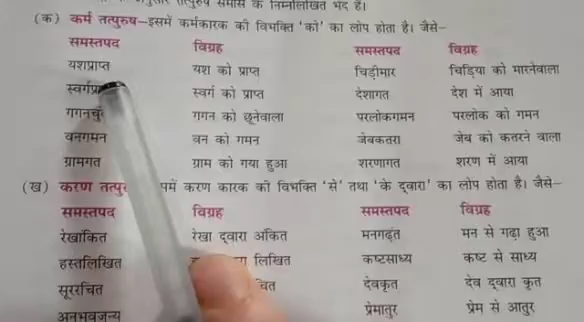 के निम्नलिखित भेद हैं।
(क) कर्म तत्पुरुष–इसमें कर्मकारक की विभक्ति 'को' का लोप होता है। जैसे–
समस्तपद विग्रह समस्तपद विग्रह
यशप्राप्त यश को प्राप्त चिड़ीमार चिड़िया को मारनेवाला
स्वर्ग को प्राप्त देशागत देश में आया
गगन को छूनेवाला परलोकगमन परलोक को गमन
वनगमन वन को गमन जेबकतरा जेब को कतरने वाला
ग्रामगत ग्राम को गया हुआ शरणागत शरण में आया
(ख) करण करण कारक की विभक्ति 'से' तथा 'के द्वारा' का लोप होता है। जैसे–
समस्तपद विग्रह समस्तपद विग्रह
रेखांकित रेखा द्वारा अंकित मनगढ़ंत मन से गढ़ा हुआ
हस्तलिखित लिखित कष्टसाध्य कष्ट से साध्य
सूररचित देवकृत देव द्वारा कृत
अनुभवजन्य प्रेमातुर प्रेम से आतुर